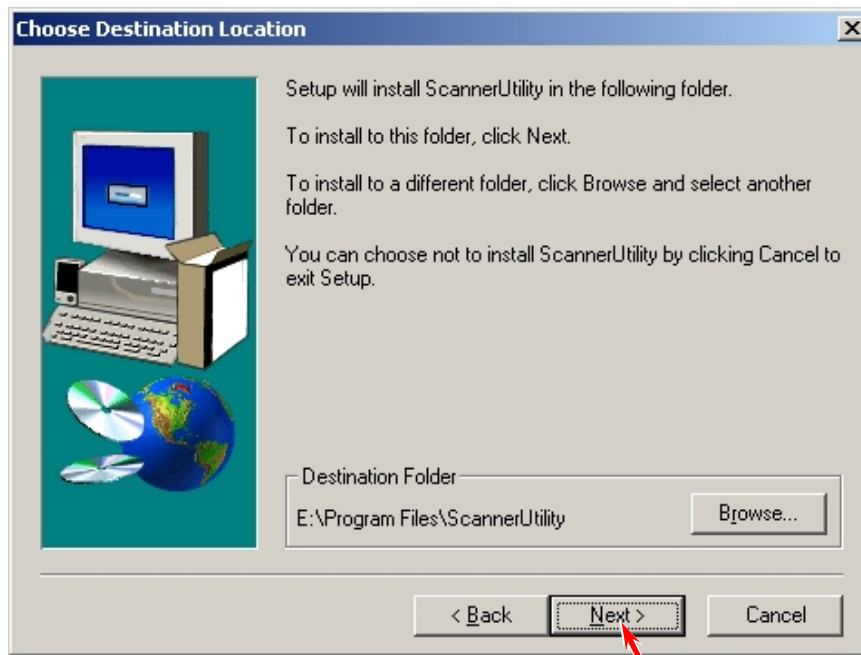 Choose Destination Location
Setup will install ScannerUtility in the following folder.
To install to this folder, click Next.
To install to a different folder, click Browse and select another
folder.
You can choose not to install ScannerUtility by clicking Cancel to
exit Setup.
Destination Folder
E:\Program Files\ScannerUtility
Browse...
< Back
Next >
Cancel